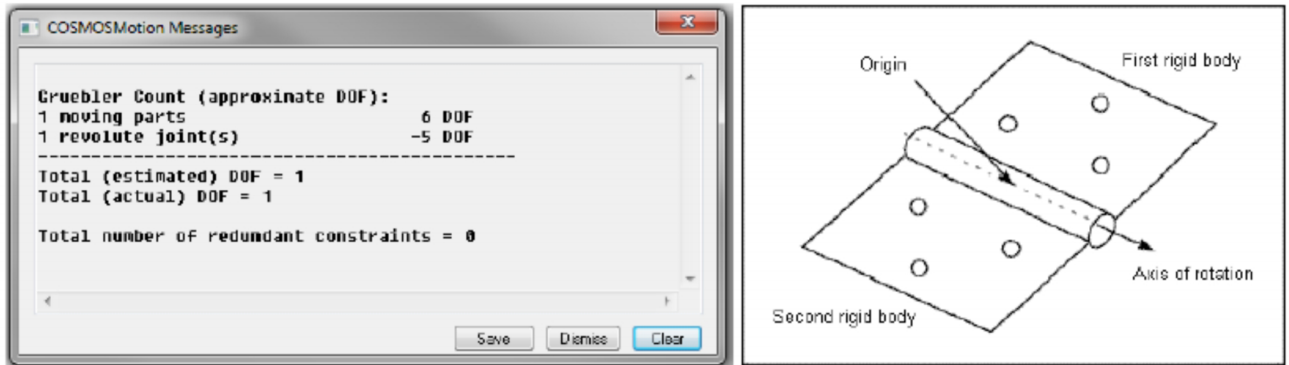 COSMOSMotion Messages
Gruebler Count (approximate DOF):
1 moving parts 6 DOF
1 revolute joint(s) -5 DOF
Total (estimated) DOF = 1
Total (actual) DOF = 1
Total number of redundant constraints = 0
Save Dismiss Clear
Origin
First rigid body
Axis of rotation
Second rigid body